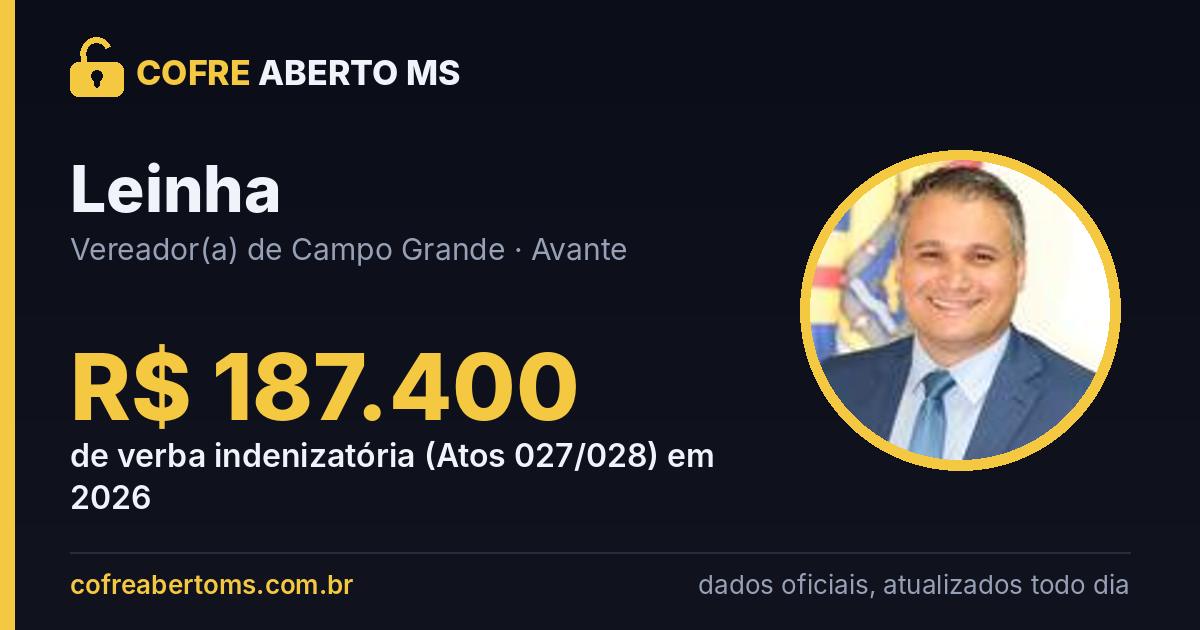 COFRE ABERTO MS
Leinha
Vereador(a) de Campo Grande · Avante
R$ 187.400
de verba indenizatória (Atos 027/028) em
2026
cofreabertoms.com.br
dados oficiais, atualizados todo dia